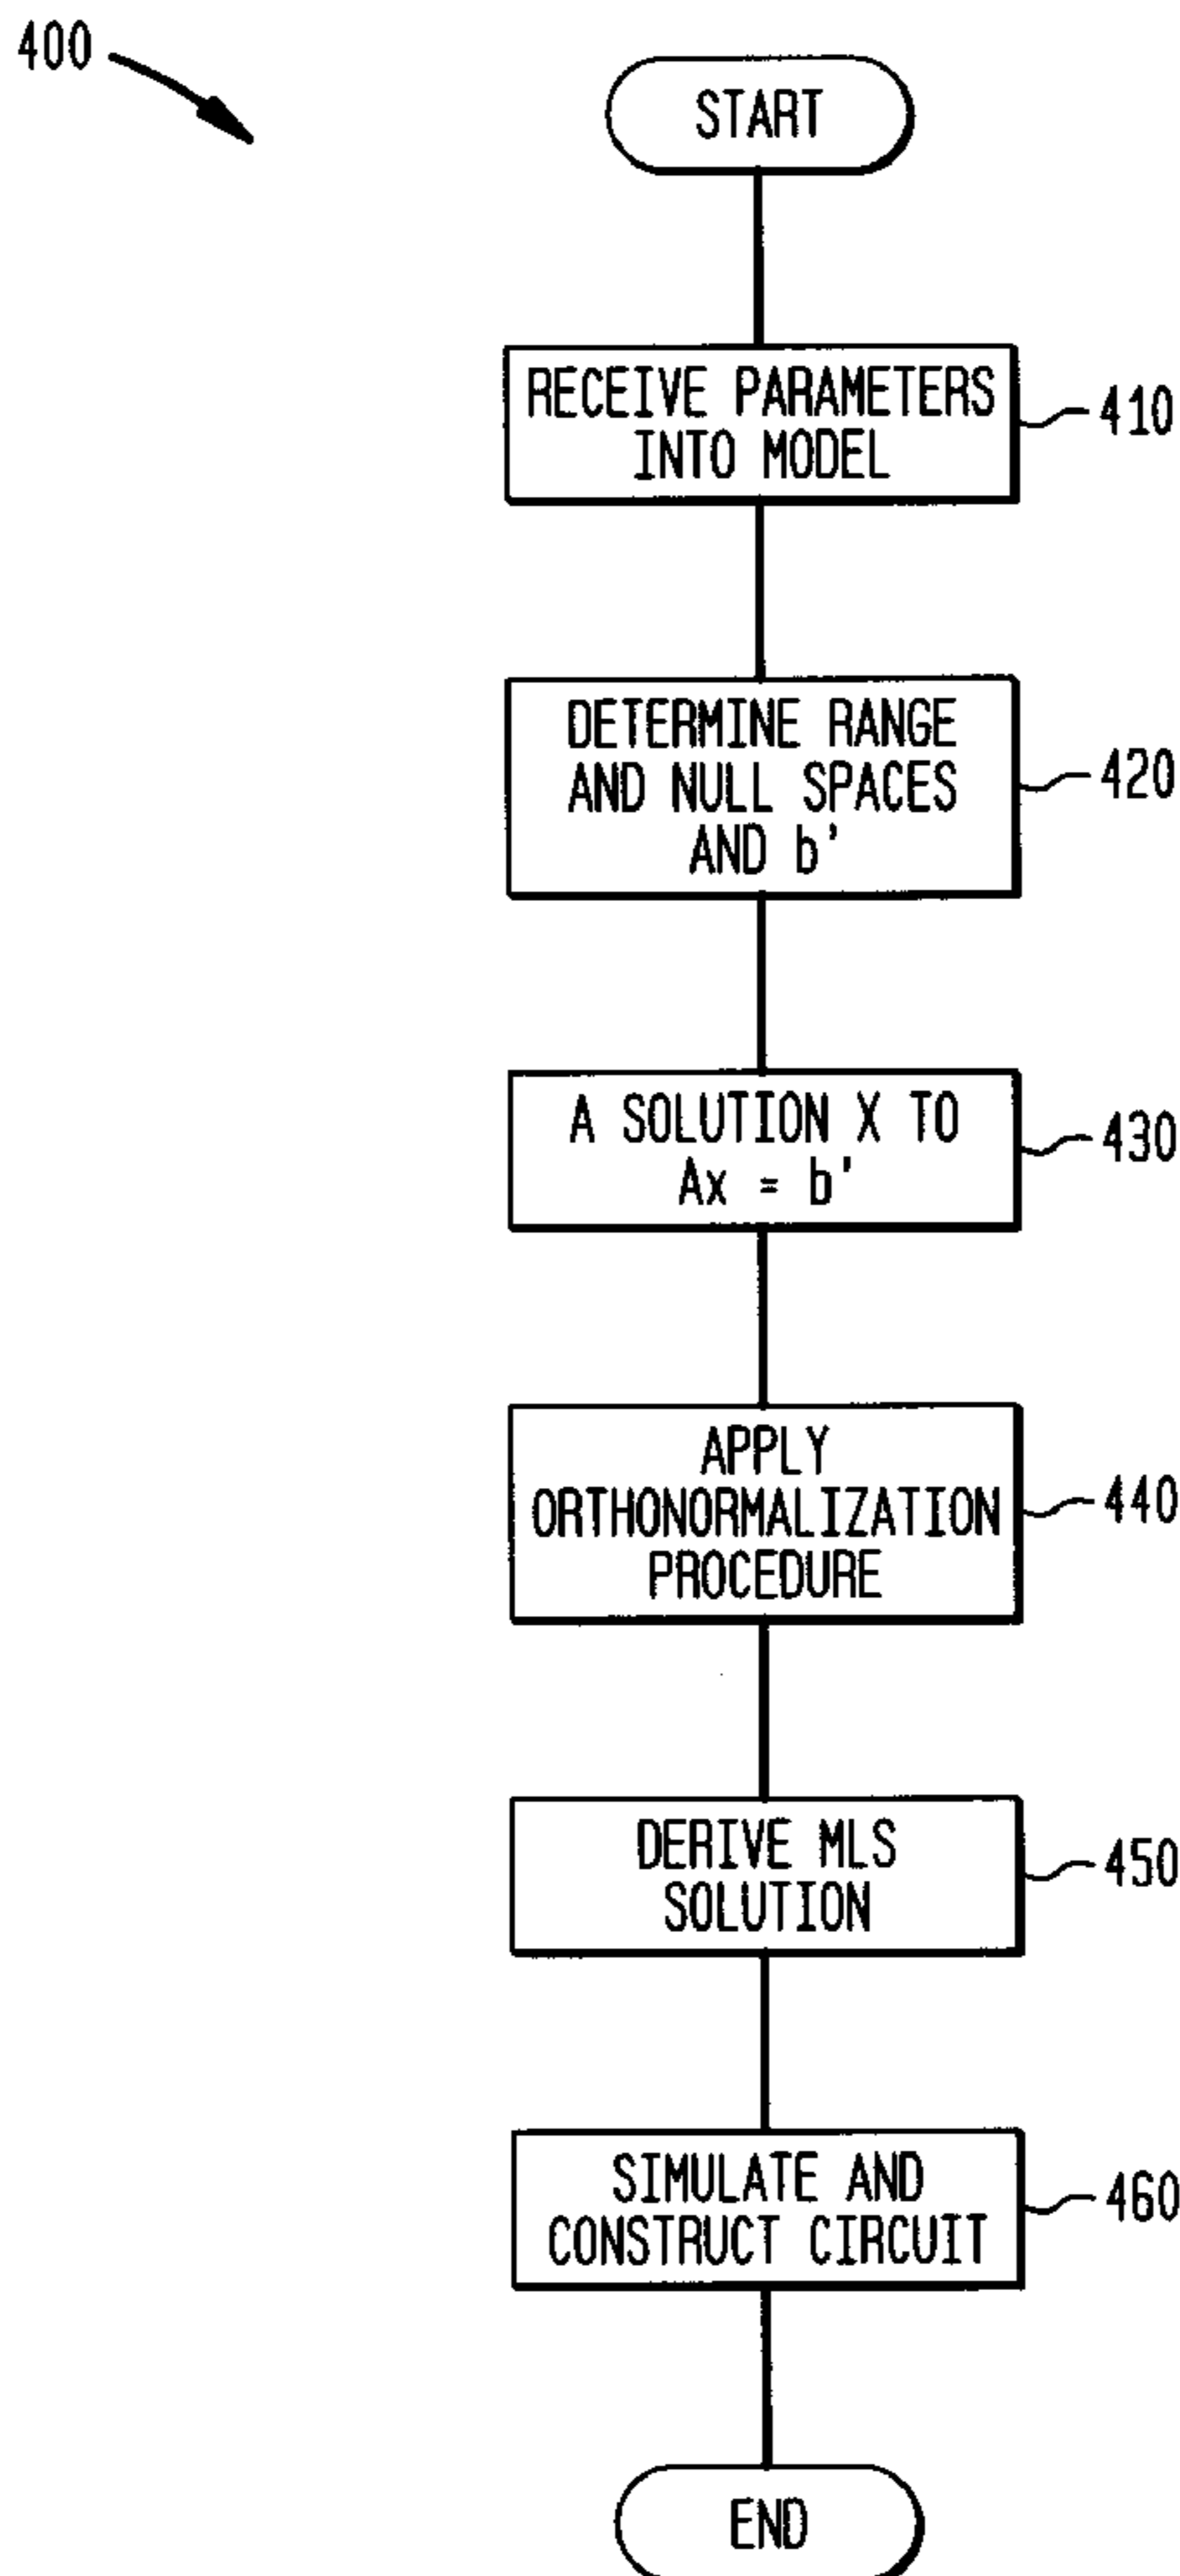 400
START
RECEIVE PARAMETERS
INTO MODEL
410
DETERMINE RANGE
AND NULL SPACES
AND b'
420
A SOLUTION X TO
Ax = b'
430
APPLY
ORTHONORMALIZATION
PROCEDURE
440
DERIVE MLS
SOLUTION
450
SIMULATE AND
CONSTRUCT CIRCUIT
460
END